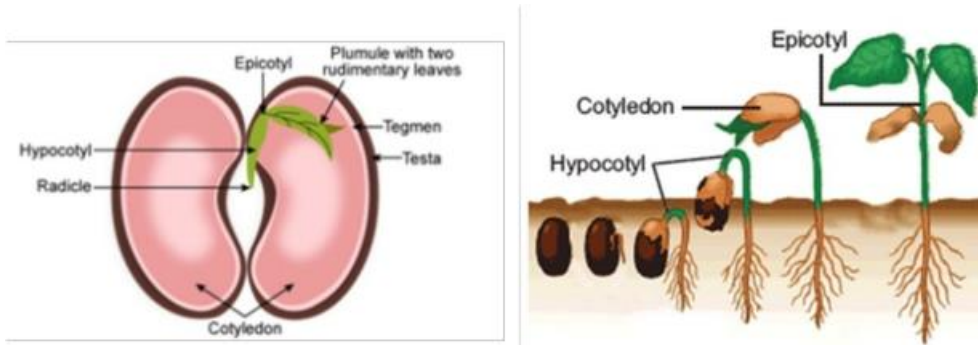 Epicotyl
Plumule with two
rudimentary leaves
Hypocotyl
Tegmen
Testa
Radicle
Cotyledon
Epicotyl
Cotyledon
Hypocotyl